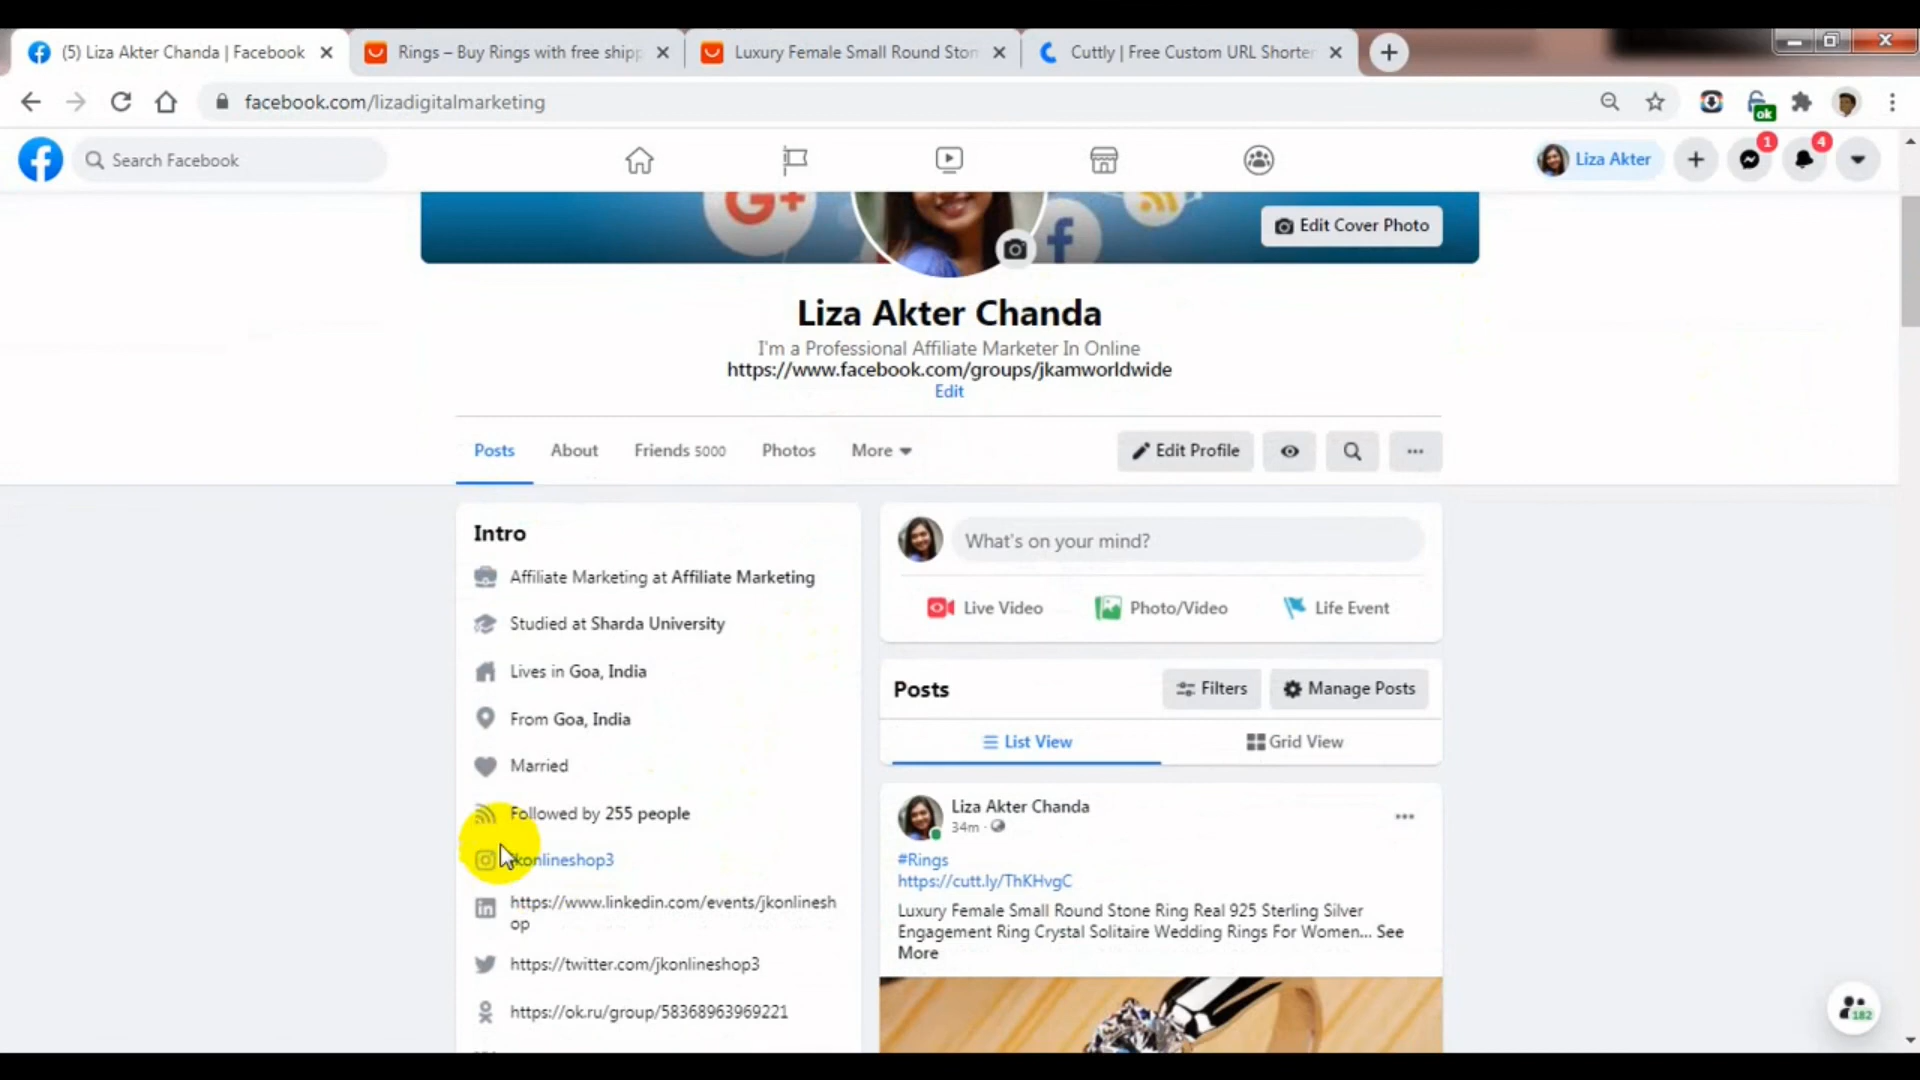 (5) Liza Akter Chanda | Facebook
Rings – Buy Rings with free shipp
Luxury Female Small Round Ston
Cuttly | Free Custom URL Shorter
facebook.com/lizadigitalmarketing
ok
Search Facebook
Liza Akter
1
4
G+
Edit Cover Photo
Liza Akter Chanda
I'm a Professional Affiliate Marketer In Online
https://www.facebook.com/groups/jkamworldwide
Edit
Posts
About
Friends 5000
Photos
More
Edit Profile
Intro
Affiliate Marketing at Affiliate Marketing
Studied at Sharda University
Lives in Goa, India
From Goa, India
Married
Followed by 255 people
jkonlineshop3
https://www.linkedin.com/events/jkonlinesh
op
https://twitter.com/jkonlineshop3
https://ok.ru/group/58368963969221
What's on your mind?
Live Video
Photo/Video
Life Event
Posts
Filters
Manage Posts
List View
Grid View
Liza Akter Chanda
34m
#Rings
https://cutt.ly/ThKHvgC
Luxury Female Small Round Stone Ring Real 925 Sterling Silver
Engagement Ring Crystal Solitaire Wedding Rings For Women... See
More
182